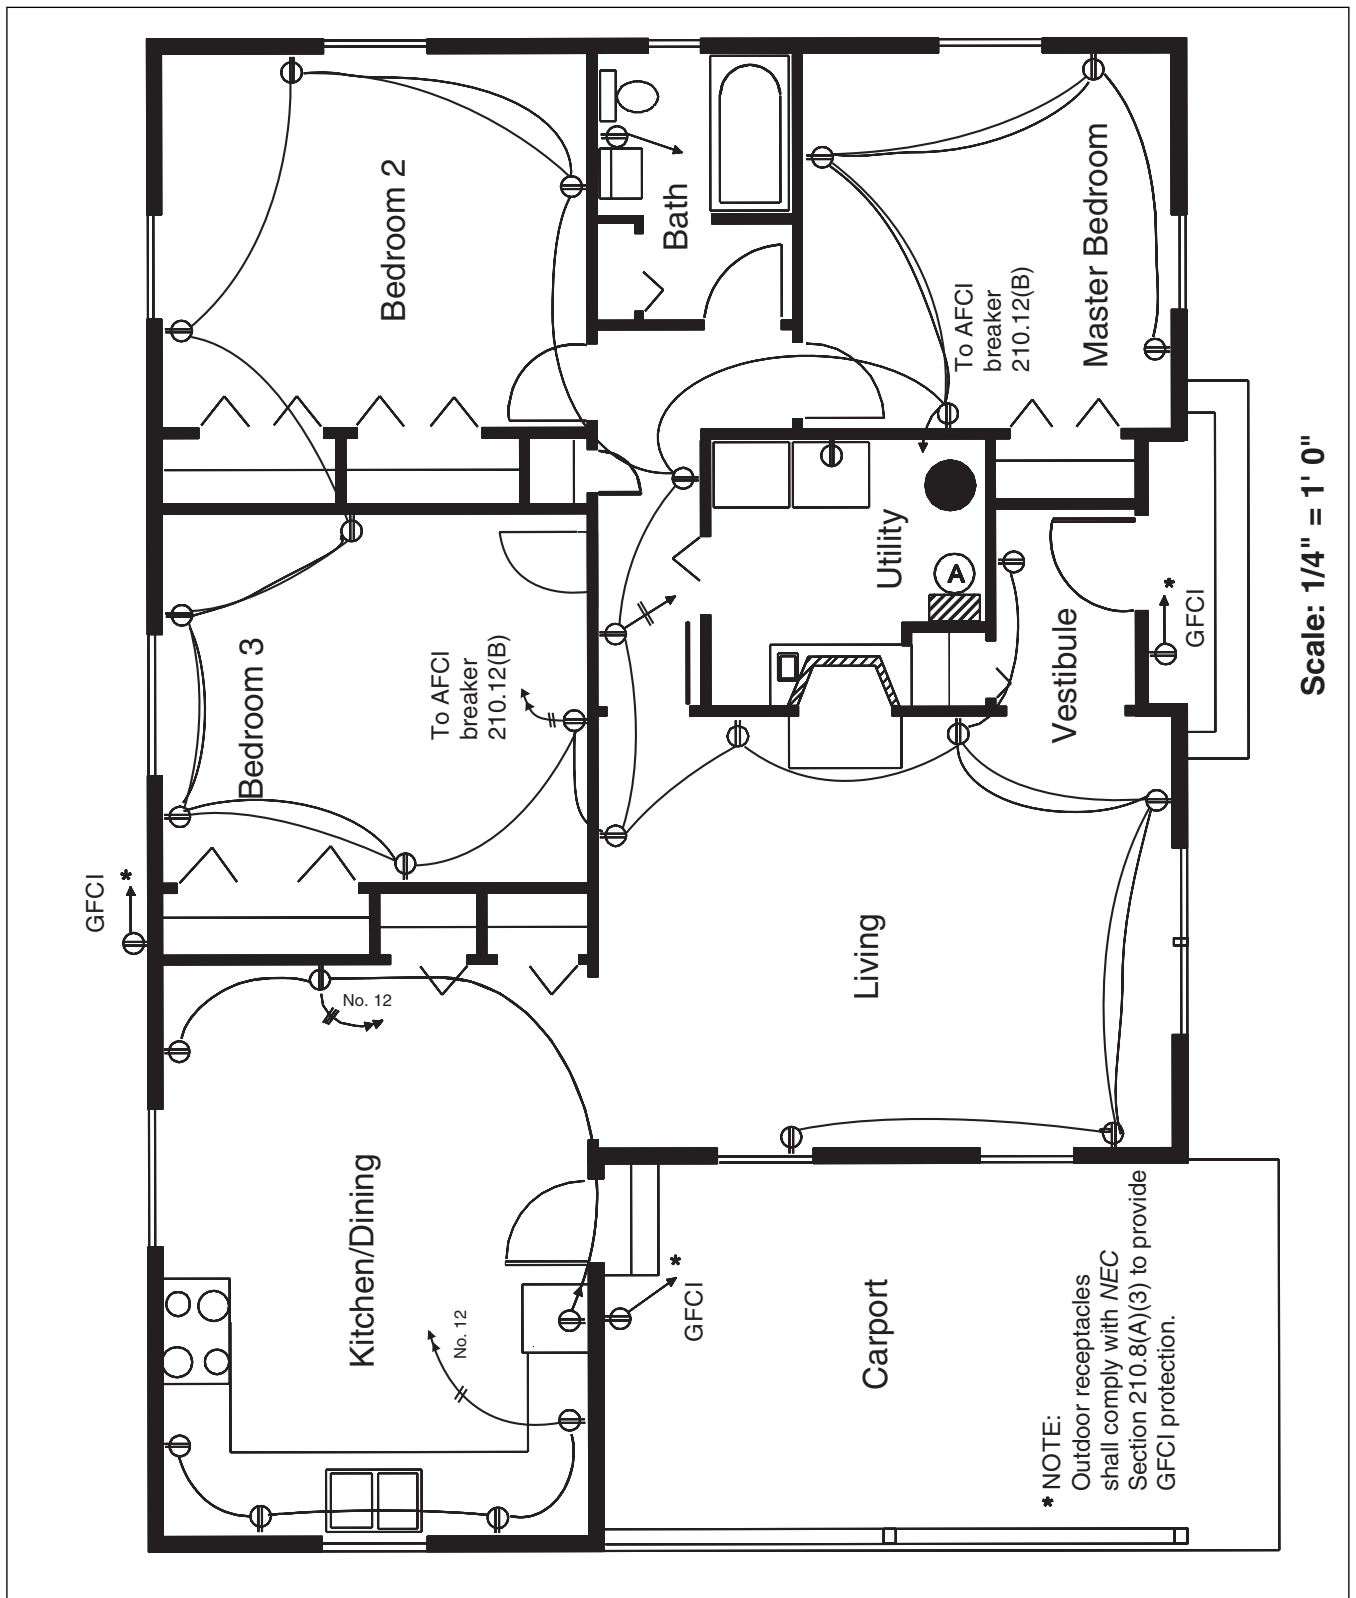 Bedroom 2
Bath
Master Bedroom
To AFCI
breaker
210.12(B)
Bedroom 3
To AFCI
breaker
210.12(B)
Utility
A
Vestibule
* 
GFCI
GFCI
*
No. 12
Living
Kitchen/Dining
No. 12
*
GFCI
Carport
* NOTE:
Outdoor receptacles
shall comply with NEC
Section 210.8(A)(3) to provide
GFCI protection.
Scale: 1/4" = 1' 0"